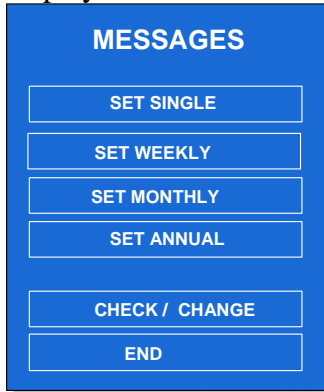 MESSAGES
SET SINGLE
SET WEEKLY
SET MONTHLY
SET ANNUAL
CHECK / CHANGE
END